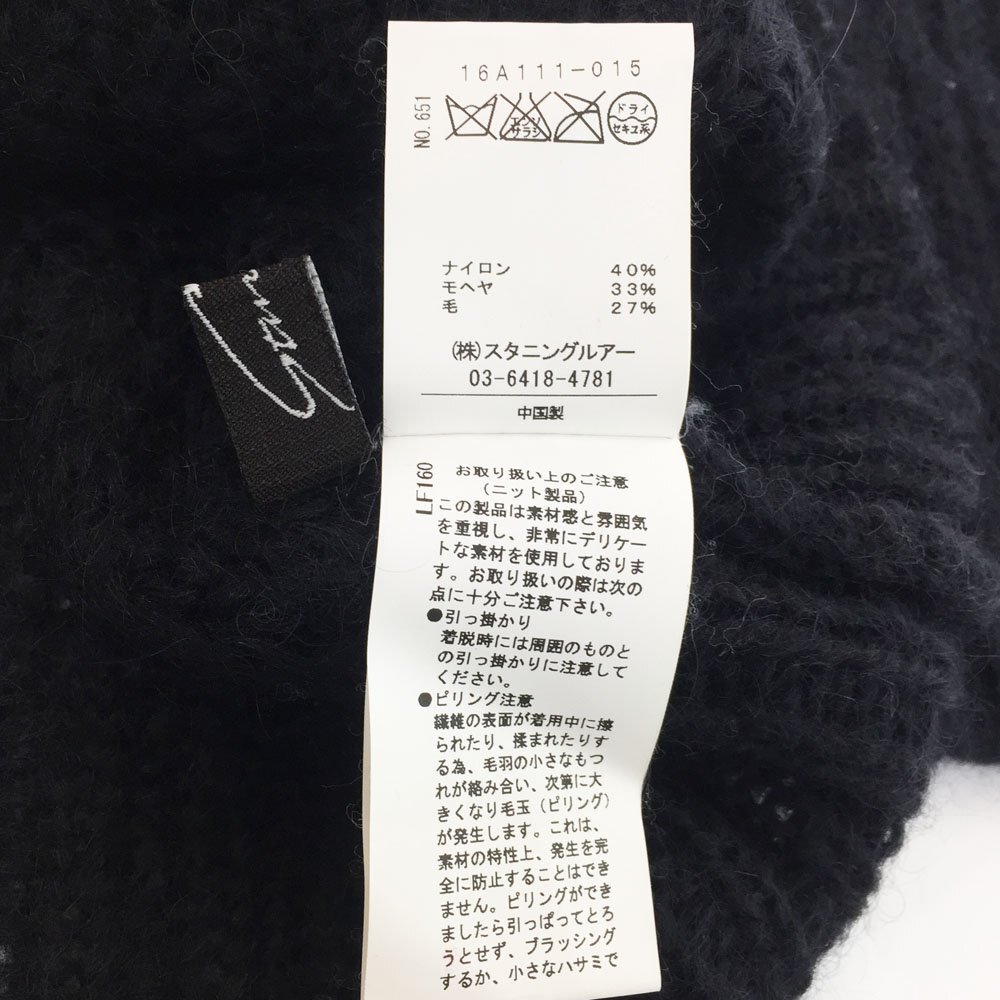 16A111-015
No. 651
エンソ
サラシ
ドライ
セキユ系
ナイロン 40%
モヘヤ 33%
毛 27%
(株)スタニングルアー
03-6418-4781
中国製
LF160
お取り扱い上のご注意
(ニット製品)
この製品は素材感と雰囲気
を重視し、非常にデリケー
トな素材を使用しておりま
す。お取り扱いの際は次の
点に十分ご注意下さい。
●引っ掛かり
着脱時には周囲のものと
の引っ掛かりに注意して
ください。
●ピリング注意
繊維の表面が着用中に擦
られたり、揉まれたりす
る為、毛羽の小さなもつ
れが絡み合い、次第に大
きくなり毛玉(ピリング)
が発生します。これは、
素材の特性上、発生を完
全に防止することはでき
ません。ピリングができ
ましたら引っぱってとろ
うとせず、ブラッシング
するか、小さなハサミで